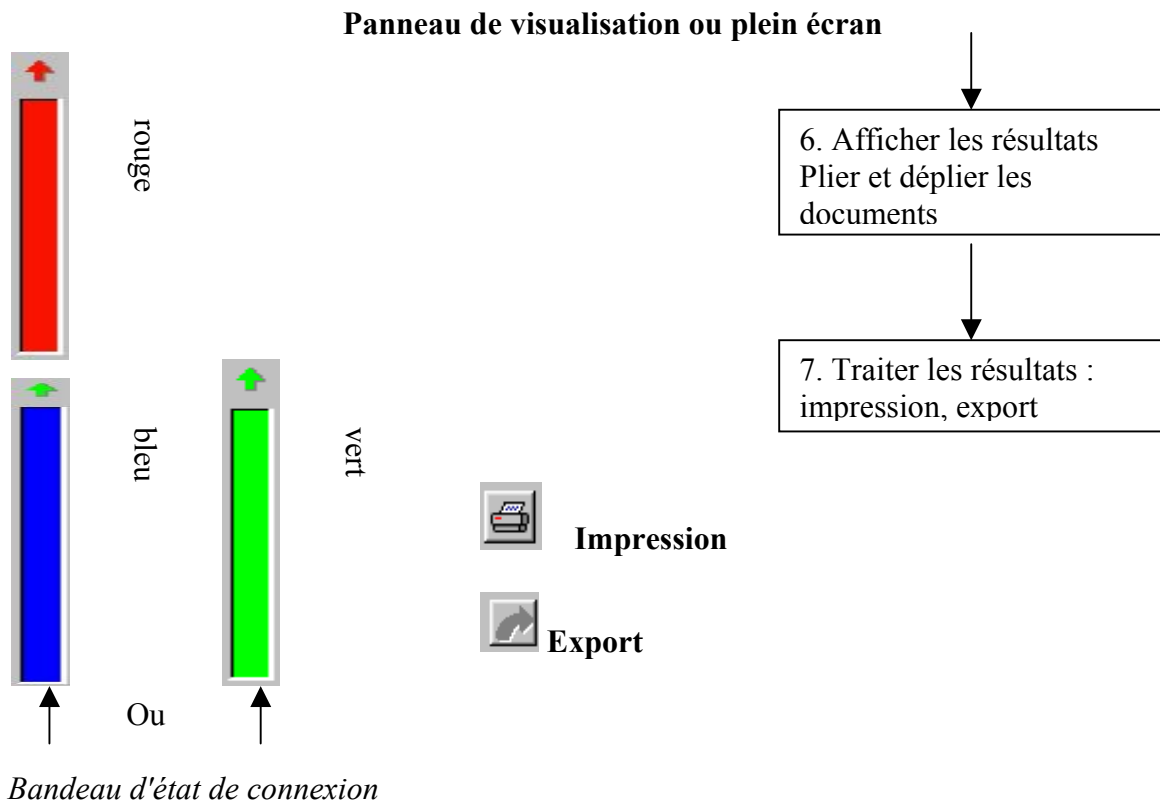 Panneau de visualisation ou plein écran
rouge
6. Afficher les résultats
Plier et déplier les
documents
7. Traiter les résultats :
impression, export
bleu
vert
Impression
Export
Ou
Bandeau d'état de connexion